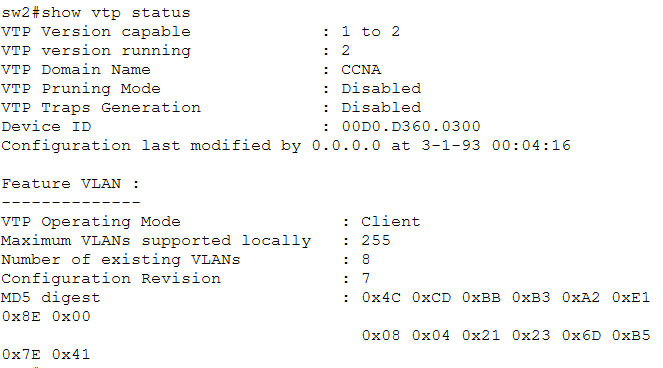 sw2#show vtp status
VTP Version capable : 1 to 2
VTP version running : 2
VTP Domain Name : CCNA
VTP Pruning Mode : Disabled
VTP Traps Generation : Disabled
Device ID : 00D0.D360.0300
Configuration last modified by 0.0.0.0 at 3-1-93 00:04:16
Feature VLAN :
--------------
VTP Operating Mode : Client
Maximum VLANs supported locally : 255
Number of existing VLANs : 8
Configuration Revision : 7
MD5 digest : 0x4C 0xCD 0xBB 0xB3 0xA2 0xE1
0x8E 0x00
0x08 0x04 0x21 0x23 0x6D 0xB5
0x7E 0x41